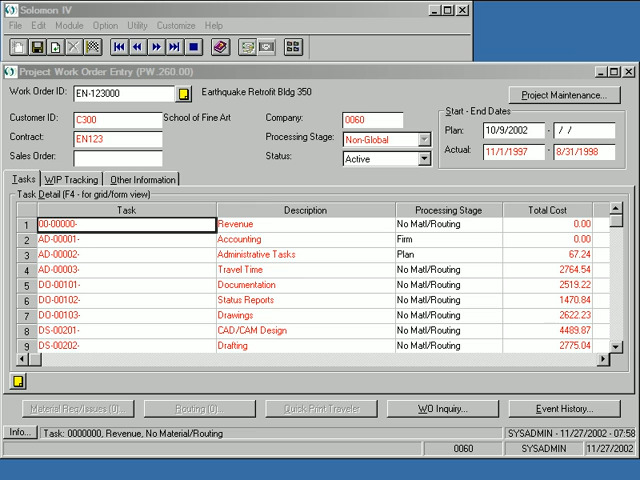 Solomon IV
File Edit Module Option Utility Customize Help
Project Work Order Entry (PW.260.00)
Work Order ID: EN-123000 Earthquake Retrofit Bldg 350 Project Maintenance...
Customer ID: C300 School of Fine Art Company: 0060
Contract: EN123 Processing Stage: Non-Global
Sales Order: Status: Active
Start - End Dates
Plan: 10/9/2002 - / /
Actual: 11/1/1997 - 8/31/1998
Tasks WIP Tracking Other Information
Task Detail (F4 - for grid/form view)
Task Description Processing Stage Total Cost
1 00-00000- Revenue No Matl/Routing 0.00
2 AD-00001- Accounting Firm 0.00
3 AD-00002- Administrative Tasks Plan 67.24
4 AD-00003- Travel Time No Matl/Routing 2764.54
5 DO-00101- Documentation No Matl/Routing 2519.22
6 DO-00102- Status Reports No Matl/Routing 1470.84
7 DO-00103- Drawings No Matl/Routing 2622.23
8 DS-00201- CAD/CAM Design No Matl/Routing 4489.87
9 DS-00202- Drafting No Matl/Routing 2775.04
Material Req/Issues (0)... Routing (0)... Quick Print Traveler WO Inquiry... Event History...
Info... Task: 0000000, Revenue, No Material/Routing SYSADMIN - 11/27/2002 - 07:58
0060 SYSADMIN 11/27/2002